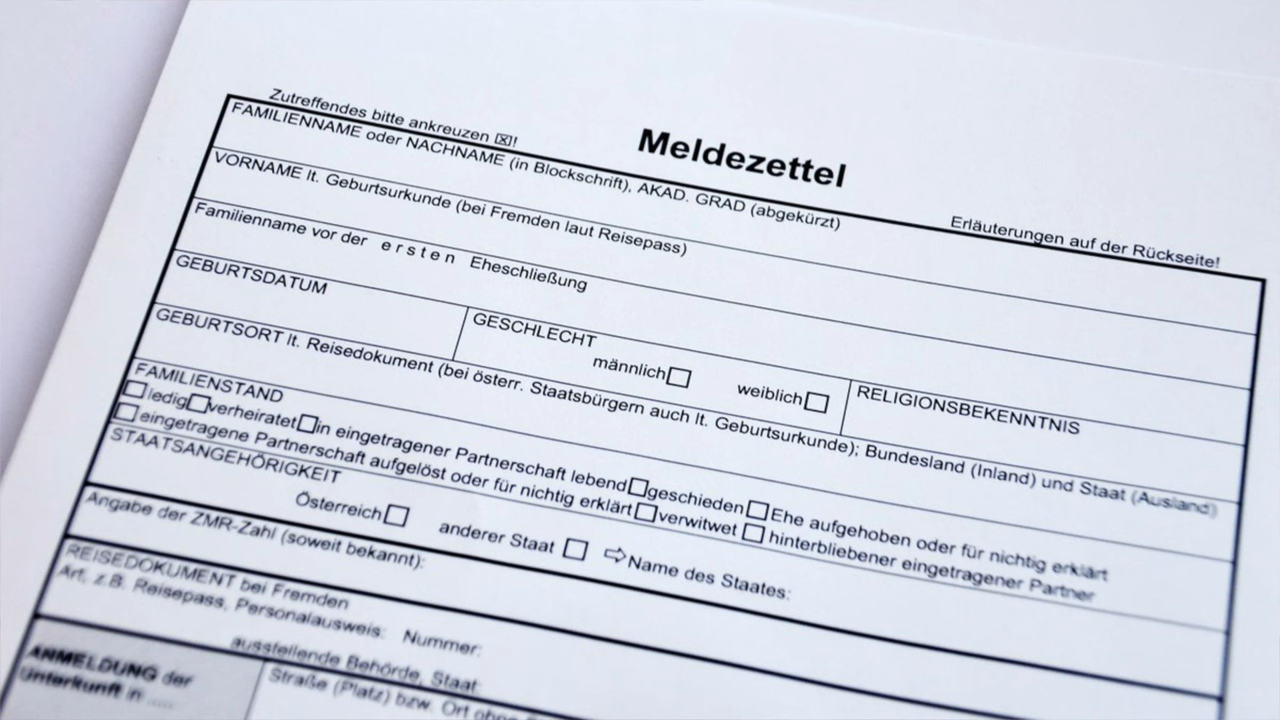 Zutreffendes bitte ankreuzen ☒!
Meldezettel
Erläuterungen auf der Rückseite!
FAMILIENNAME oder NACHNAME (in Blockschrift), AKAD. GRAD (abgekürzt)
VORNAME lt. Geburtsurkunde (bei Fremden laut Reisepass)
Familienname vor der ersten Eheschließung
GEBURTSDATUM
GESCHLECHT
männlich☐ weiblich☐
RELIGIONSBEKENNTNIS
GEBURTSORT lt. Reisedokument (bei österr. Staatsbürgern auch lt. Geburtsurkunde); Bundesland (Inland) und Staat (Ausland)
FAMILIENSTAND
☐ledig☐verheiratet☐in eingetragener Partnerschaft lebend☐geschieden☐Ehe aufgehoben oder für nichtig erklärt
☐eingetragene Partnerschaft aufgelöst oder für nichtig erklärt☐verwitwet☐hinterbliebener eingetragener Partner
STAATSANGEHÖRIGKEIT
Österreich☐ anderer Staat ☐ ⇨Name des Staates:
Angabe der ZMR-Zahl (soweit bekannt):
REISEDOKUMENT bei Fremden
Art, z.B. Reisepass, Personalausweis: Nummer:
ausstellende Behörde, Staat:
ANMELDUNG der
Unterkunft in .....
Straße (Platz) bzw. Ort ohne